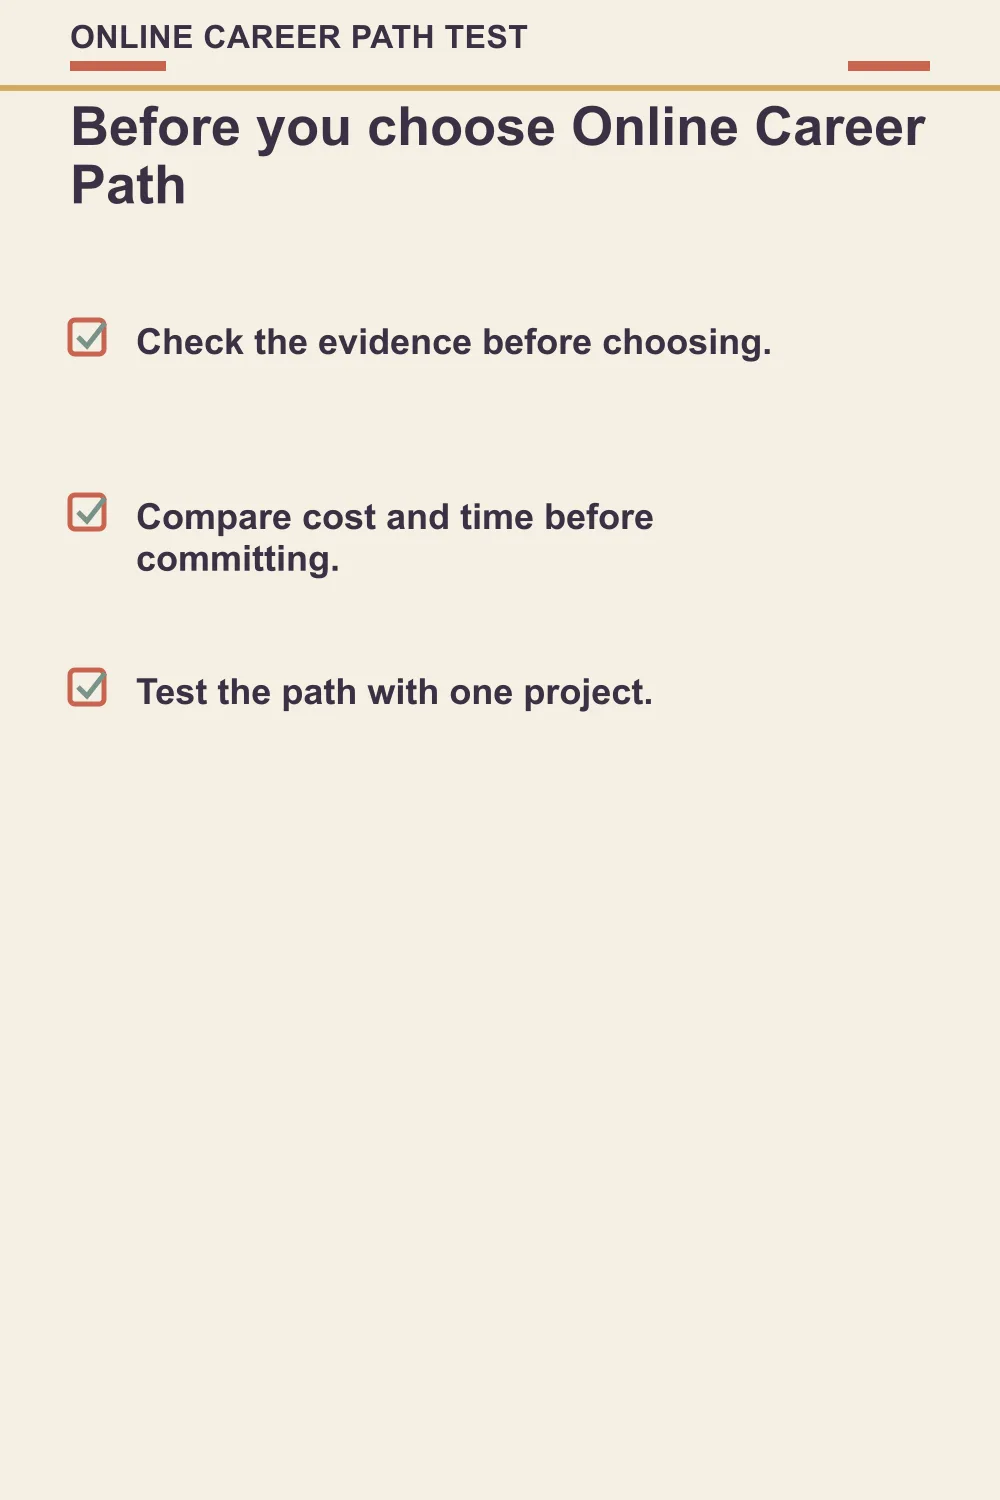 ONLINE CAREER PATH TEST
Before you choose Online Career
Path
Check the evidence before choosing.
Compare cost and time before
committing.
Test the path with one project.